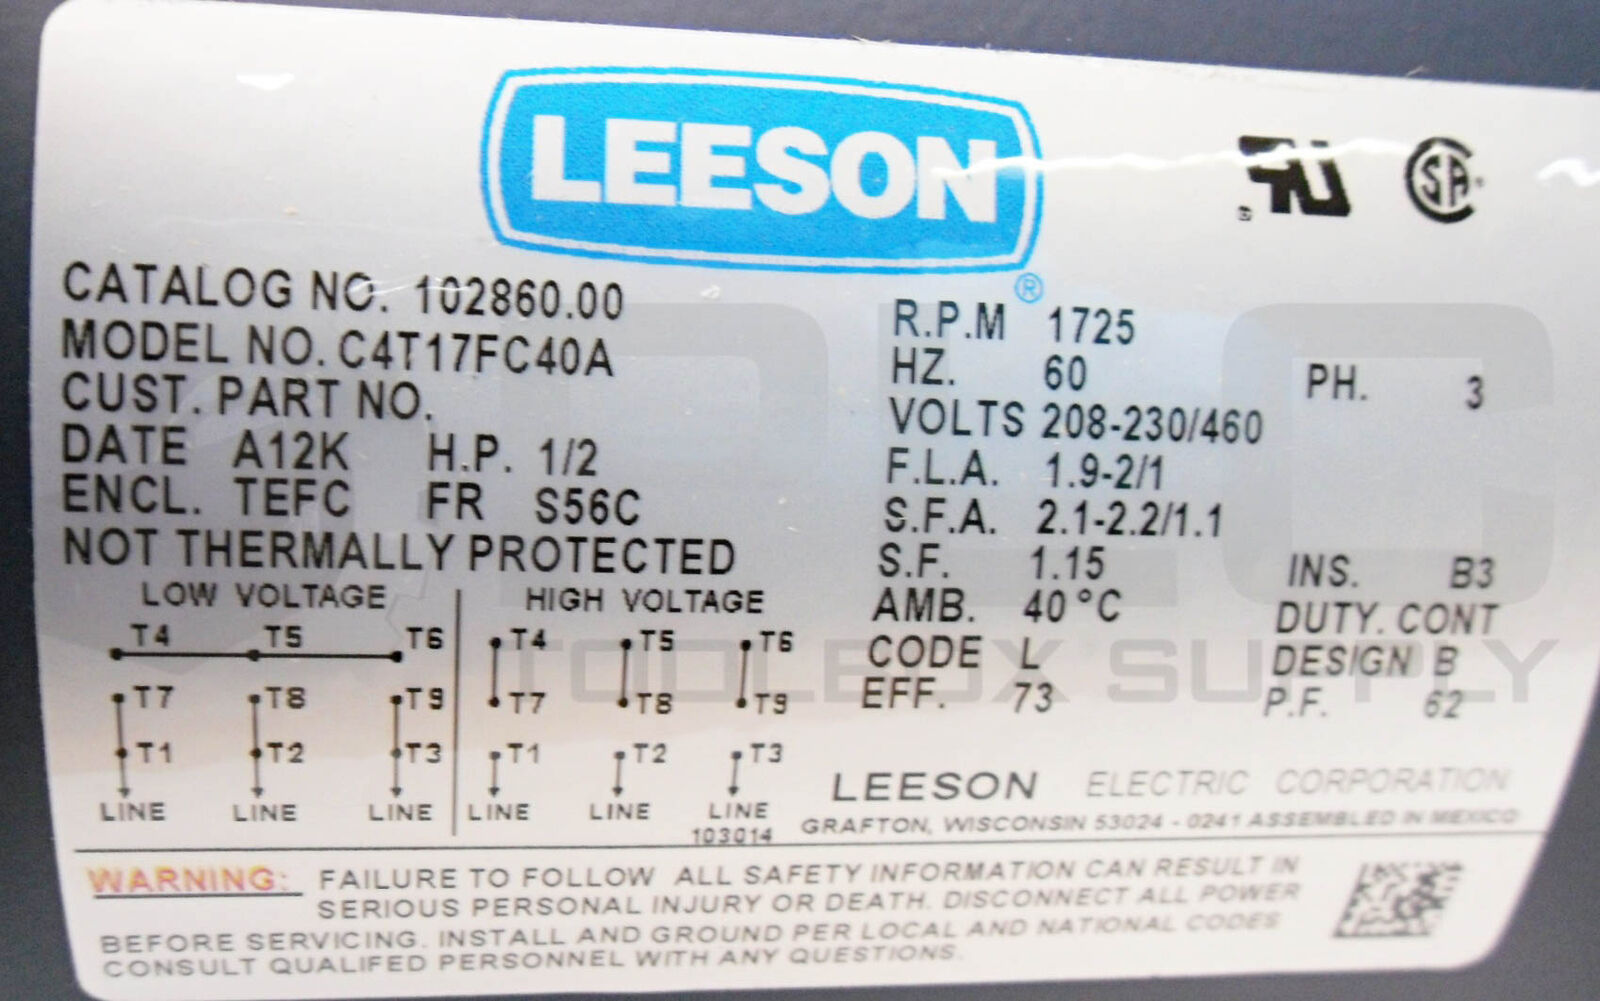 LEESON
®
CATALOG NO. 102860.00
MODEL NO. C4T17FC40A
CUST. PART NO.
DATE A12K H.P. 1/2
ENCL. TEFC FR S56C
NOT THERMALLY PROTECTED
R.P.M 1725
HZ. 60 PH. 3
VOLTS 208-230/460
F.L.A. 1.9-2/1
S.F.A. 2.1-2.2/1.1
S.F. 1.15 INS. B3
AMB. 40°C DUTY. CONT
CODE L DESIGN B
EFF. 73 P.F. 62
LOW VOLTAGE HIGH VOLTAGE
T4 T5 T6 T4 T5 T6
T7 T8 T9 T7 T8 T9
T1 T2 T3 T1 T2 T3
LINE LINE LINE LINE LINE LINE
103014
LEESON ELECTRIC CORPORATION
GRAFTON, WISCONSIN 53024 - 0241 ASSEMBLED IN MEXICO
WARNING: FAILURE TO FOLLOW ALL SAFETY INFORMATION CAN RESULT IN
SERIOUS PERSONAL INJURY OR DEATH. DISCONNECT ALL POWER
BEFORE SERVICING. INSTALL AND GROUND PER LOCAL AND NATIONAL CODES
CONSULT QUALIFED PERSONNEL WITH ANY QUESTIONS.
TOOLBOX SUPPLY